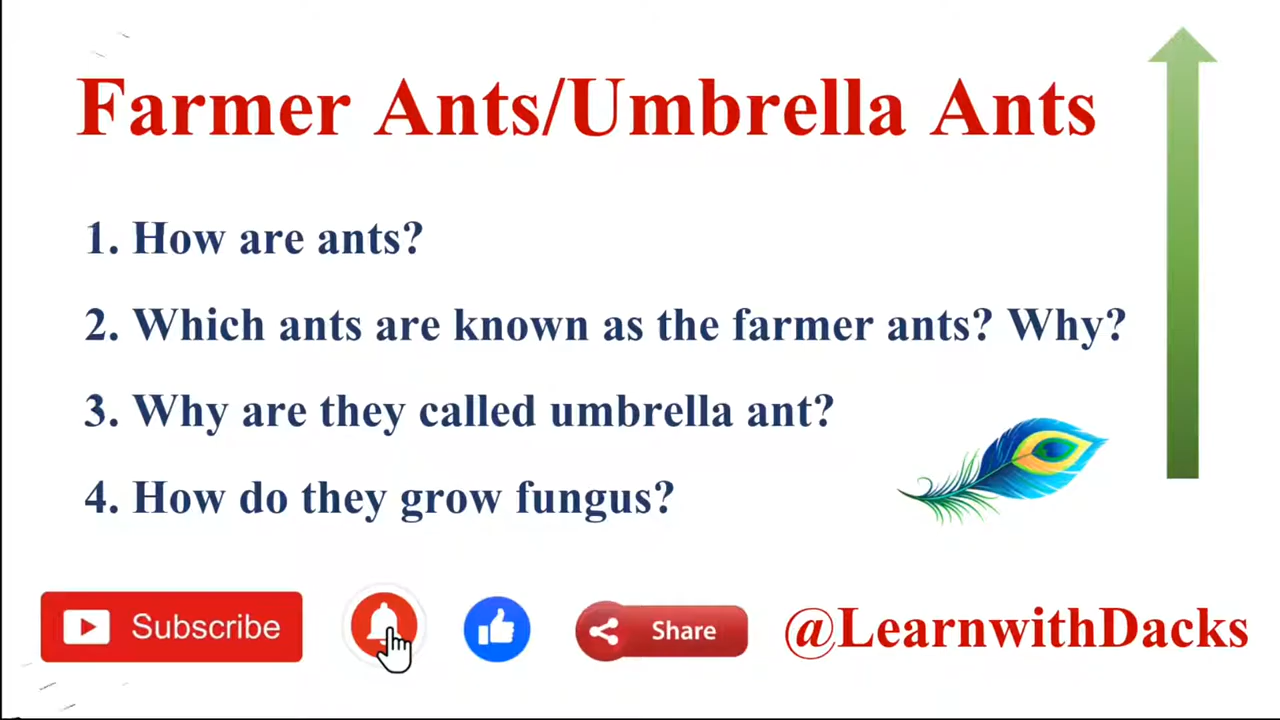 Farmer Ants/Umbrella Ants
1. How are ants?
2. Which ants are known as the farmer ants? Why?
3. Why are they called umbrella ant?
4. How do they grow fungus?
Subscribe
Share
@LearnwithDacks